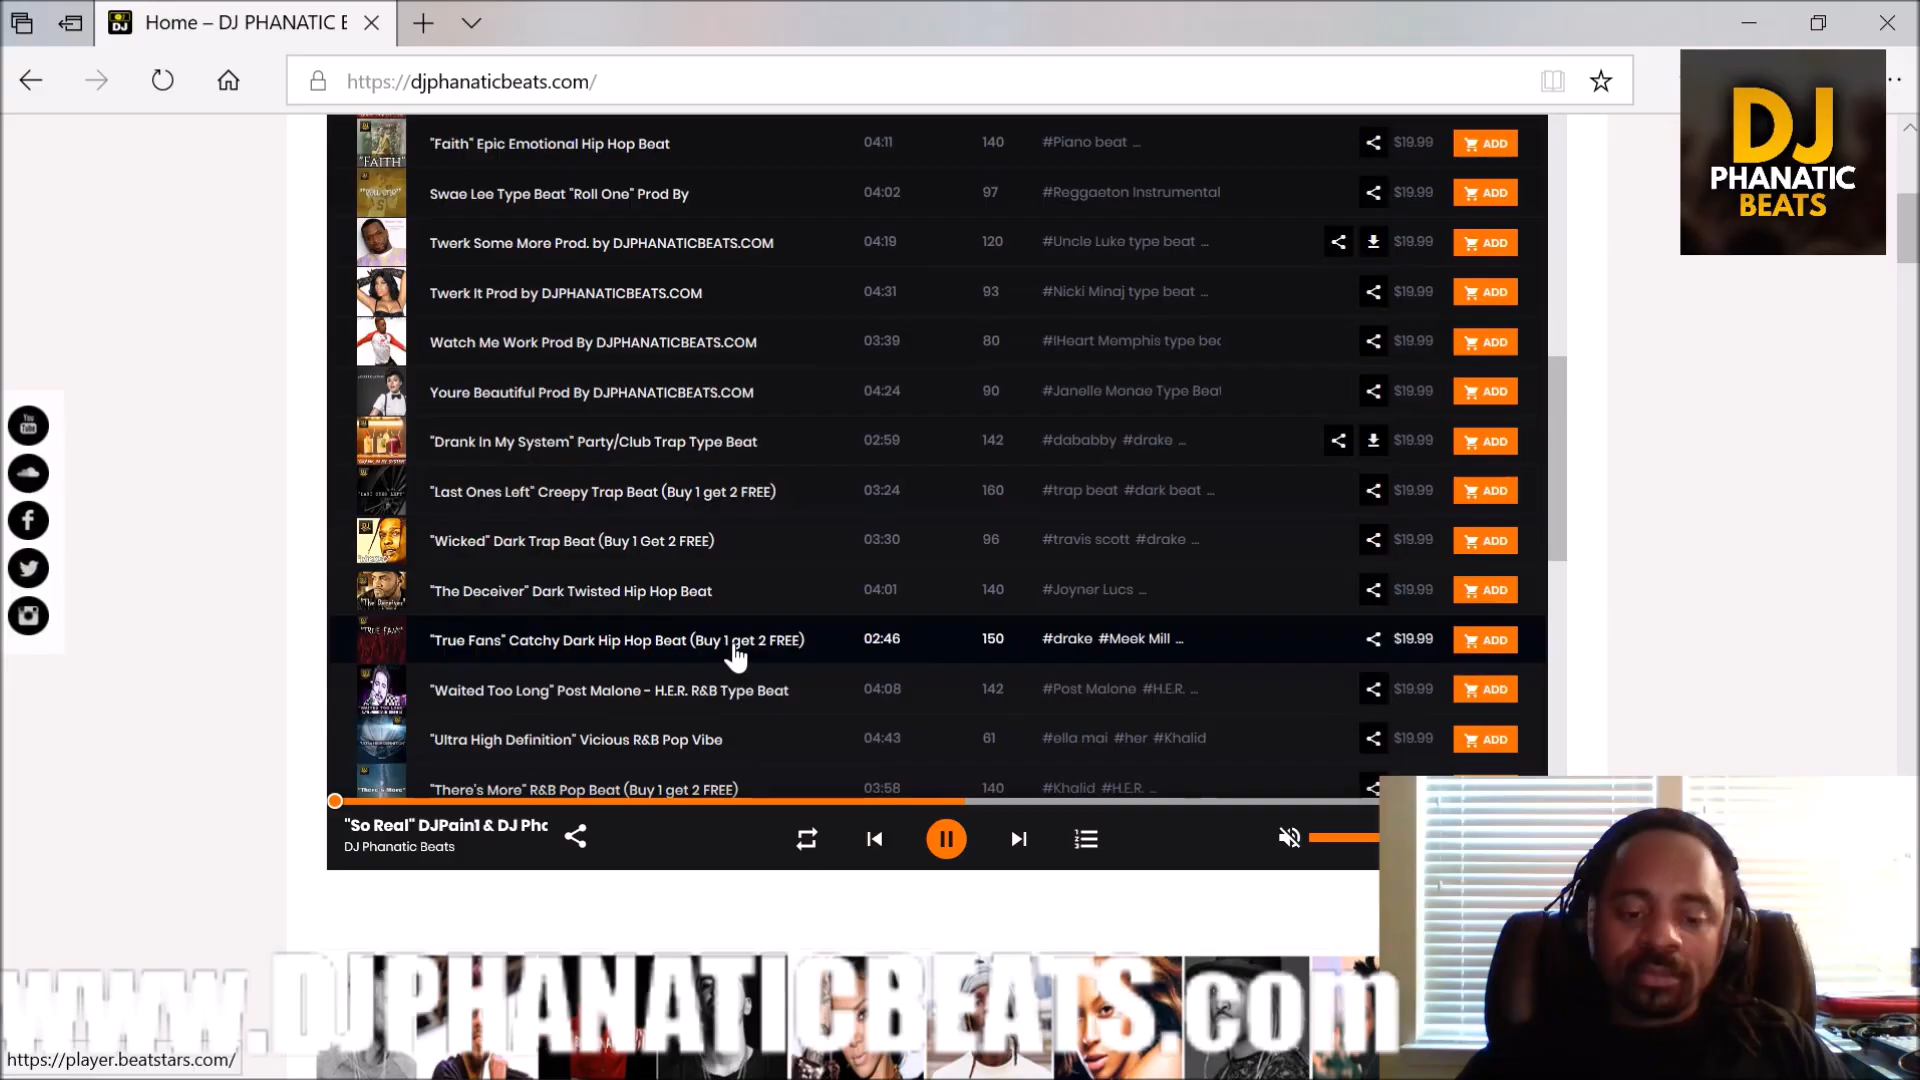 Home – DJ PHANATIC E
https://djphanaticbeats.com/
DJ
PHANATIC
BEATS
"FAITH"
"Faith" Epic Emotional Hip Hop Beat 04:11 140 #Piano beat ... $19.99 ADD
Swae Lee Type Beat "Roll One" Prod By 04:02 97 #Reggaeton Instrumental $19.99 ADD
Twerk Some More Prod. by DJPHANATICBEATS.COM 04:19 120 #Uncle Luke type beat ... $19.99 ADD
Twerk It Prod by DJPHANATICBEATS.COM 04:31 93 #Nicki Minaj type beat ... $19.99 ADD
Watch Me Work Prod By DJPHANATICBEATS.COM 03:39 80 #IHeart Memphis type bec $19.99 ADD
Youre Beautiful Prod By DJPHANATICBEATS.COM 04:24 90 #Janelle Monae Type Beat $19.99 ADD
"Drank In My System" Party/Club Trap Type Beat 02:59 142 #dababby #drake ... $19.99 ADD
"Last Ones Left" Creepy Trap Beat (Buy 1 get 2 FREE) 03:24 160 #trap beat #dark beat ... $19.99 ADD
"Wicked" Dark Trap Beat (Buy 1 Get 2 FREE) 03:30 96 #travis scott #drake ... $19.99 ADD
"The Deceiver" Dark Twisted Hip Hop Beat 04:01 140 #Joyner Lucs ... $19.99 ADD
"True Fans" Catchy Dark Hip Hop Beat (Buy 1 get 2 FREE) 02:46 150 #drake #Meek Mill ... $19.99 ADD
"Waited Too Long" Post Malone - H.E.R. R&B Type Beat 04:08 142 #Post Malone #H.E.R. ... $19.99 ADD
"Ultra High Definition" Vicious R&B Pop Vibe 04:43 61 #ella mai #her #Khalid $19.99 ADD
"There's More" R&B Pop Beat (Buy 1 get 2 FREE) 03:58 140 #Khalid #H.E.R. ...
"So Real" DJPain1 & DJ Phc
DJ Phanatic Beats
www.DJPHANATICBEATS.com
https://player.beatstars.com/